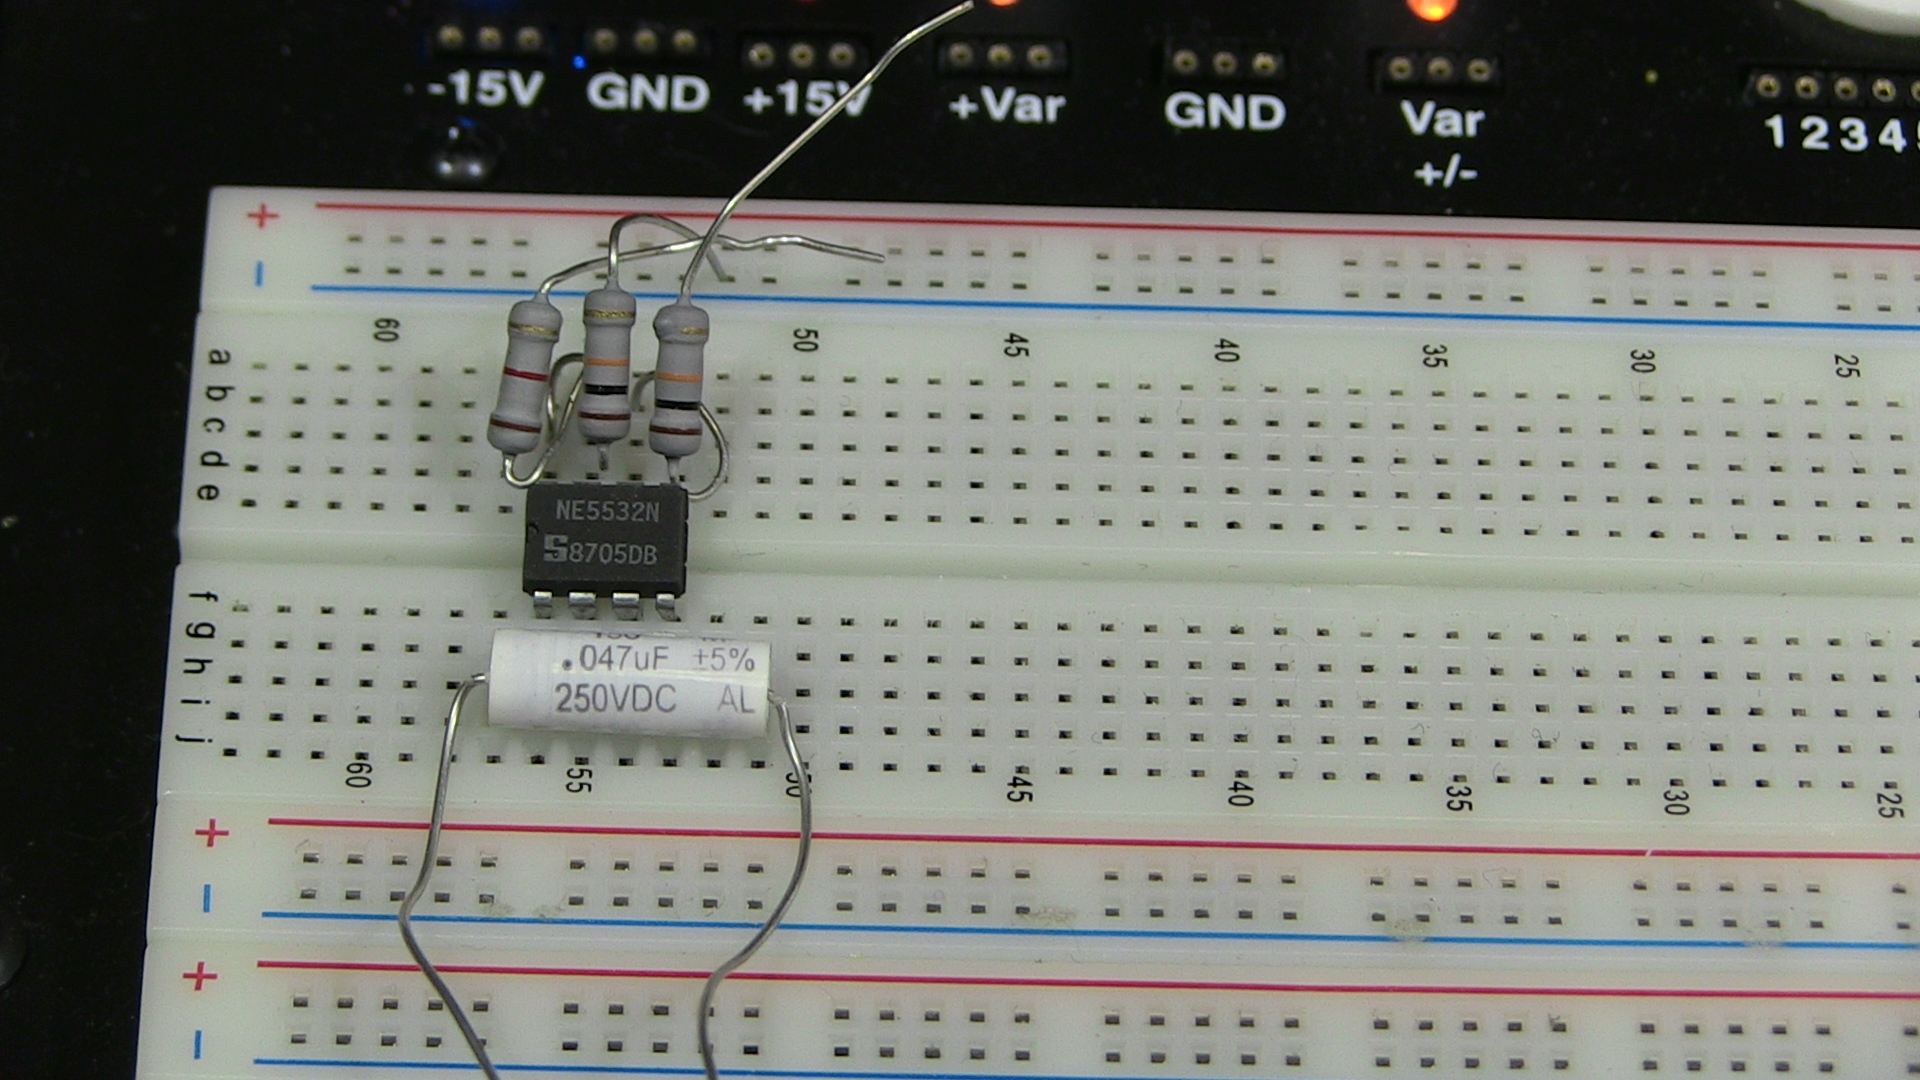 -15V GND +15V +Var GND Var
+/-
1 2 3 4
+
-
60 50 45 40 35 30 25
a
b
c
d
e
NE5532N
S8705DB
f
g
h
i
j
.047uF ±5%
250VDC AL
60 55 50 45 40 35 30 25
+
-
+
-